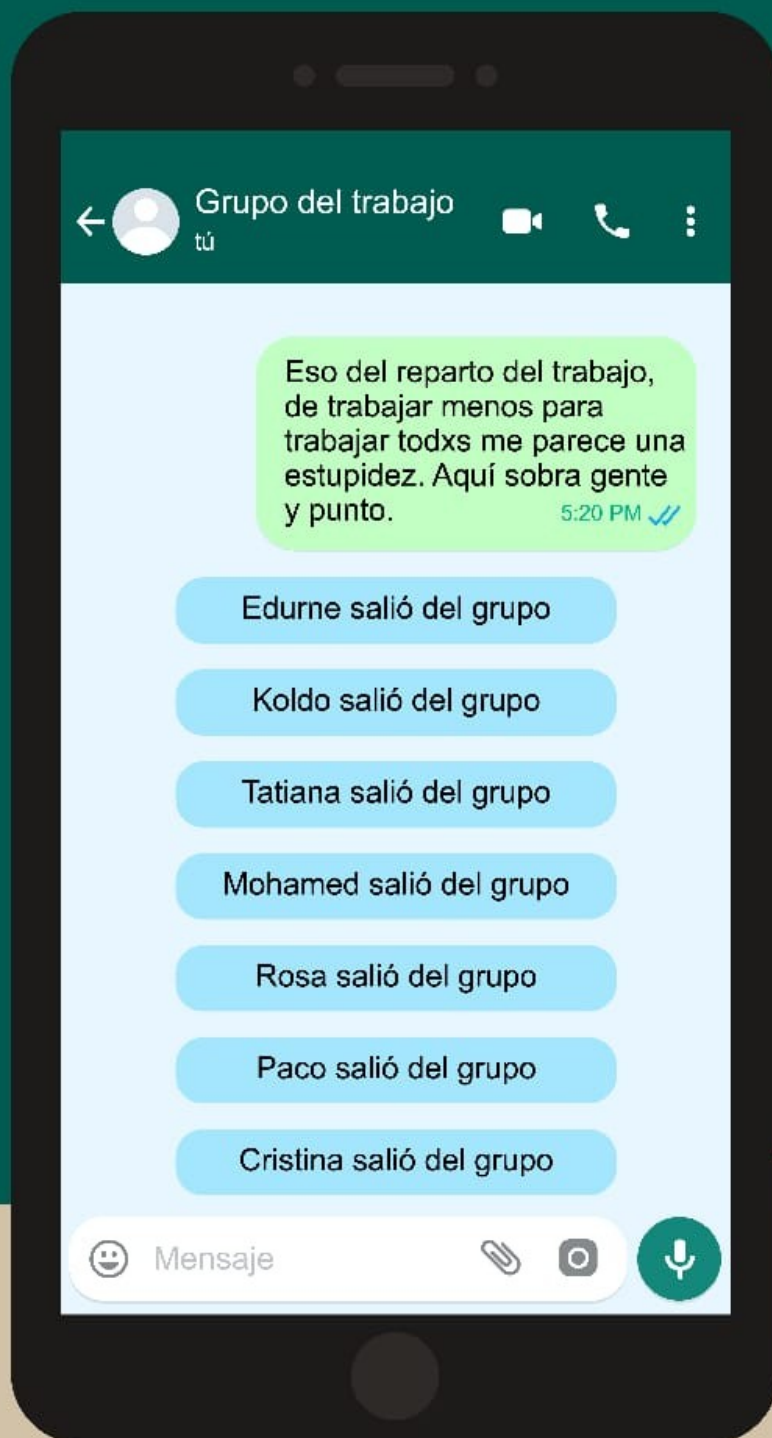 Grupo del trabajo
tú
Eso del reparto del trabajo,
de trabajar menos para
trabajar todxs me parece una
estupidez. Aquí sobra gente
y punto.
5:20 PM
Edurne salió del grupo
Koldo salió del grupo
Tatiana salió del grupo
Mohamed salió del grupo
Rosa salió del grupo
Paco salió del grupo
Cristina salió del grupo
Mensaje